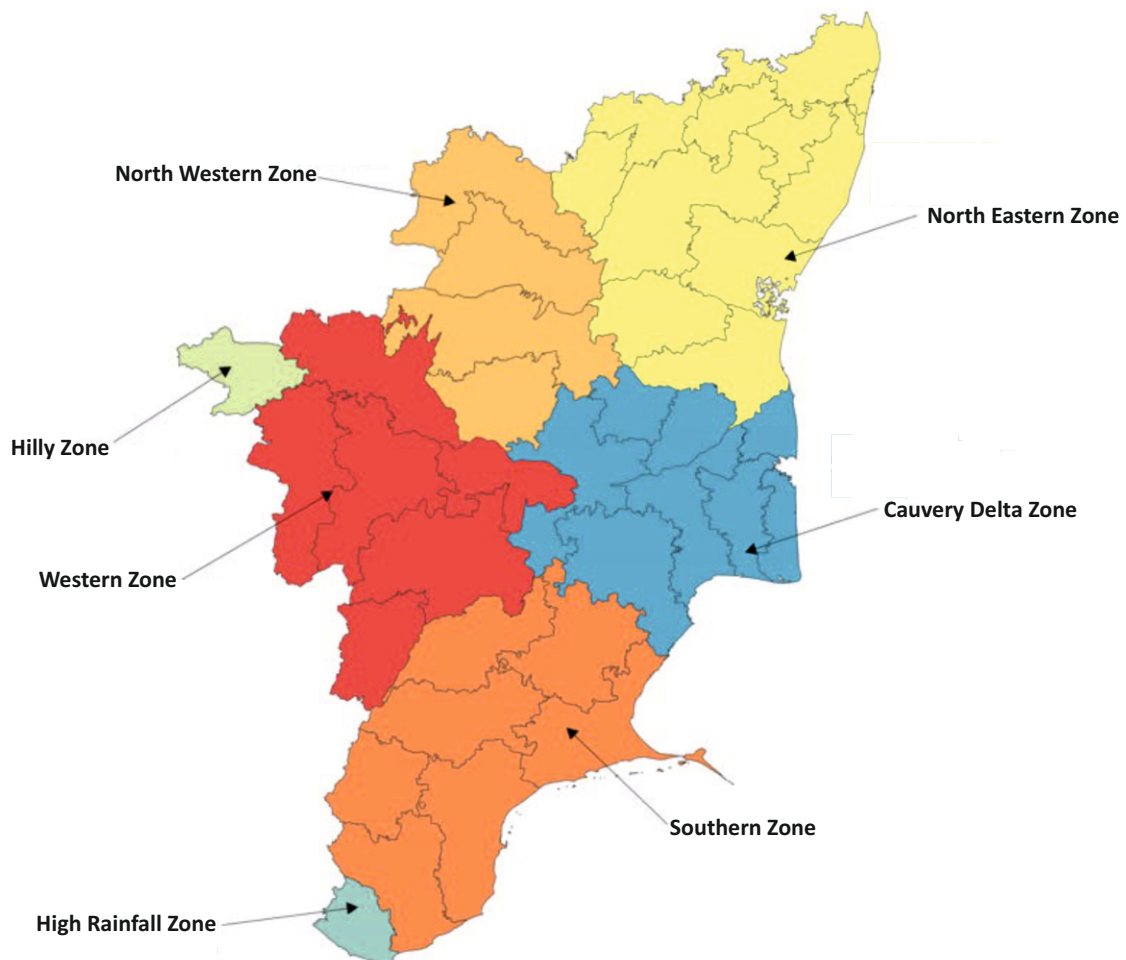 North Western Zone
North Eastern Zone
Hilly Zone
Cauvery Delta Zone
Western Zone
Southern Zone
High Rainfall Zone